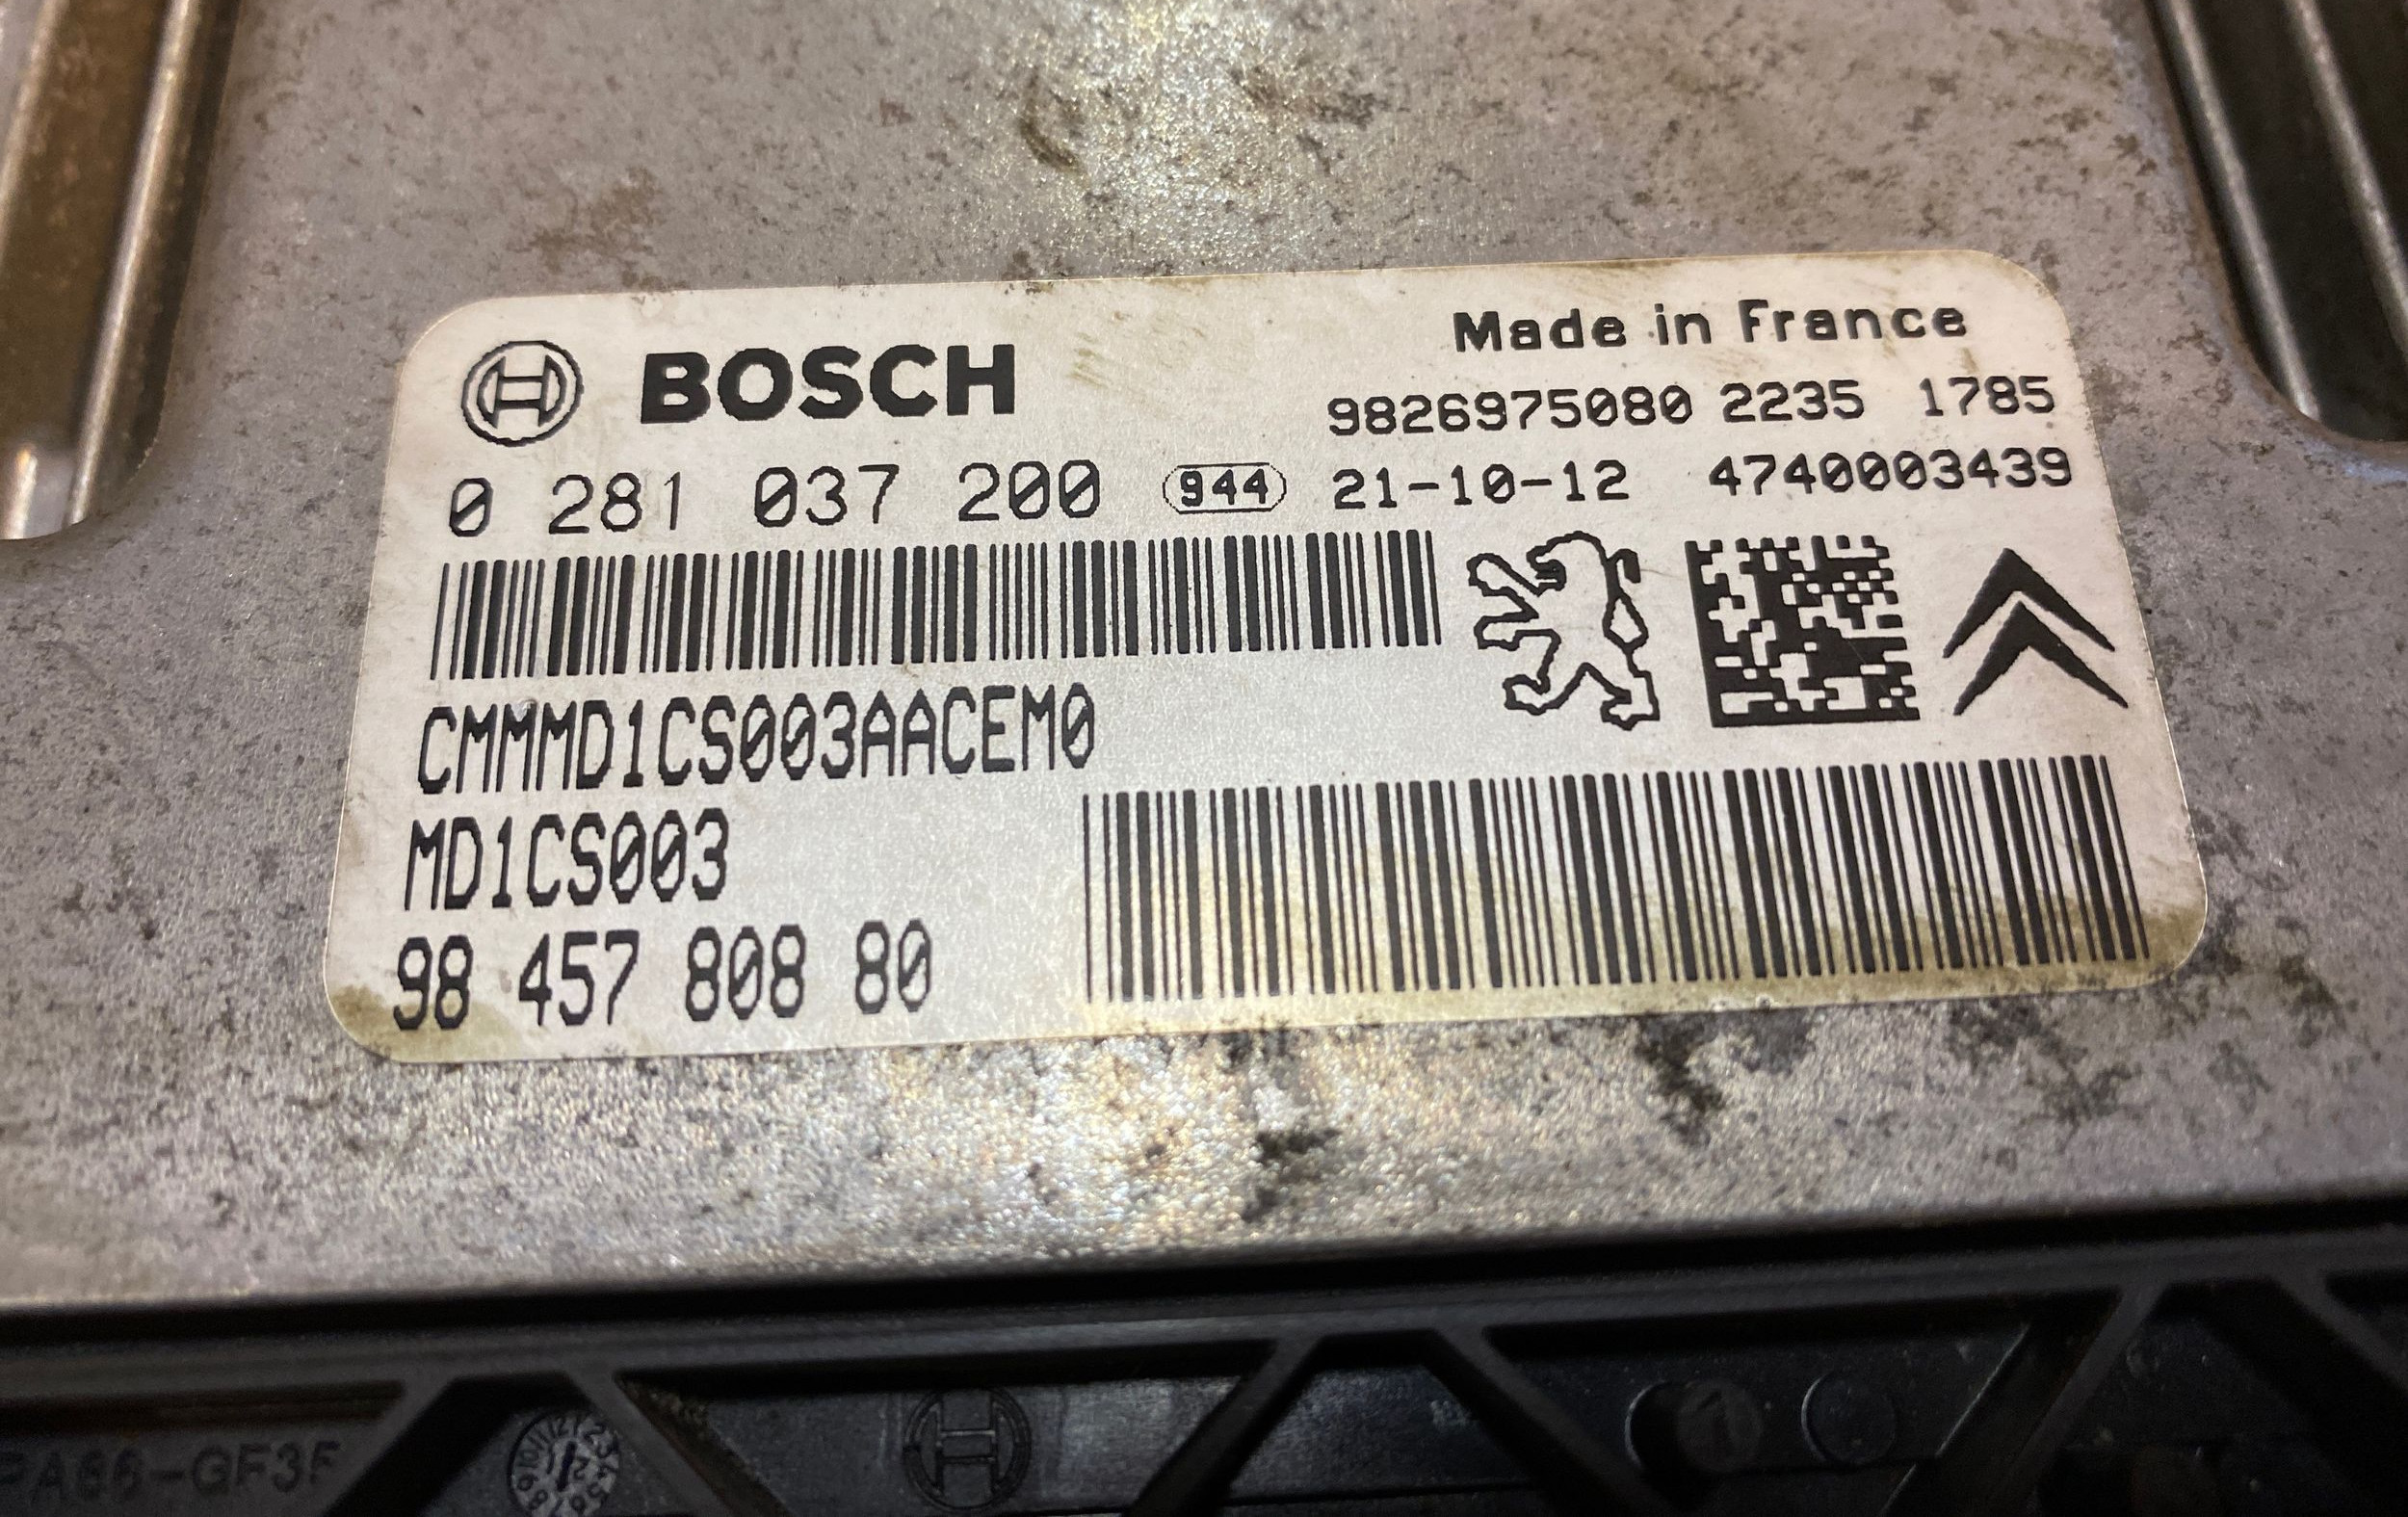 BOSCH
Made in France
9826975080 2235 1785
0 281 037 200 944 21-10-12 4740003439
CMMMD1CS003AACEM0
MD1CS003
98 457 808 80
PA66-GF35